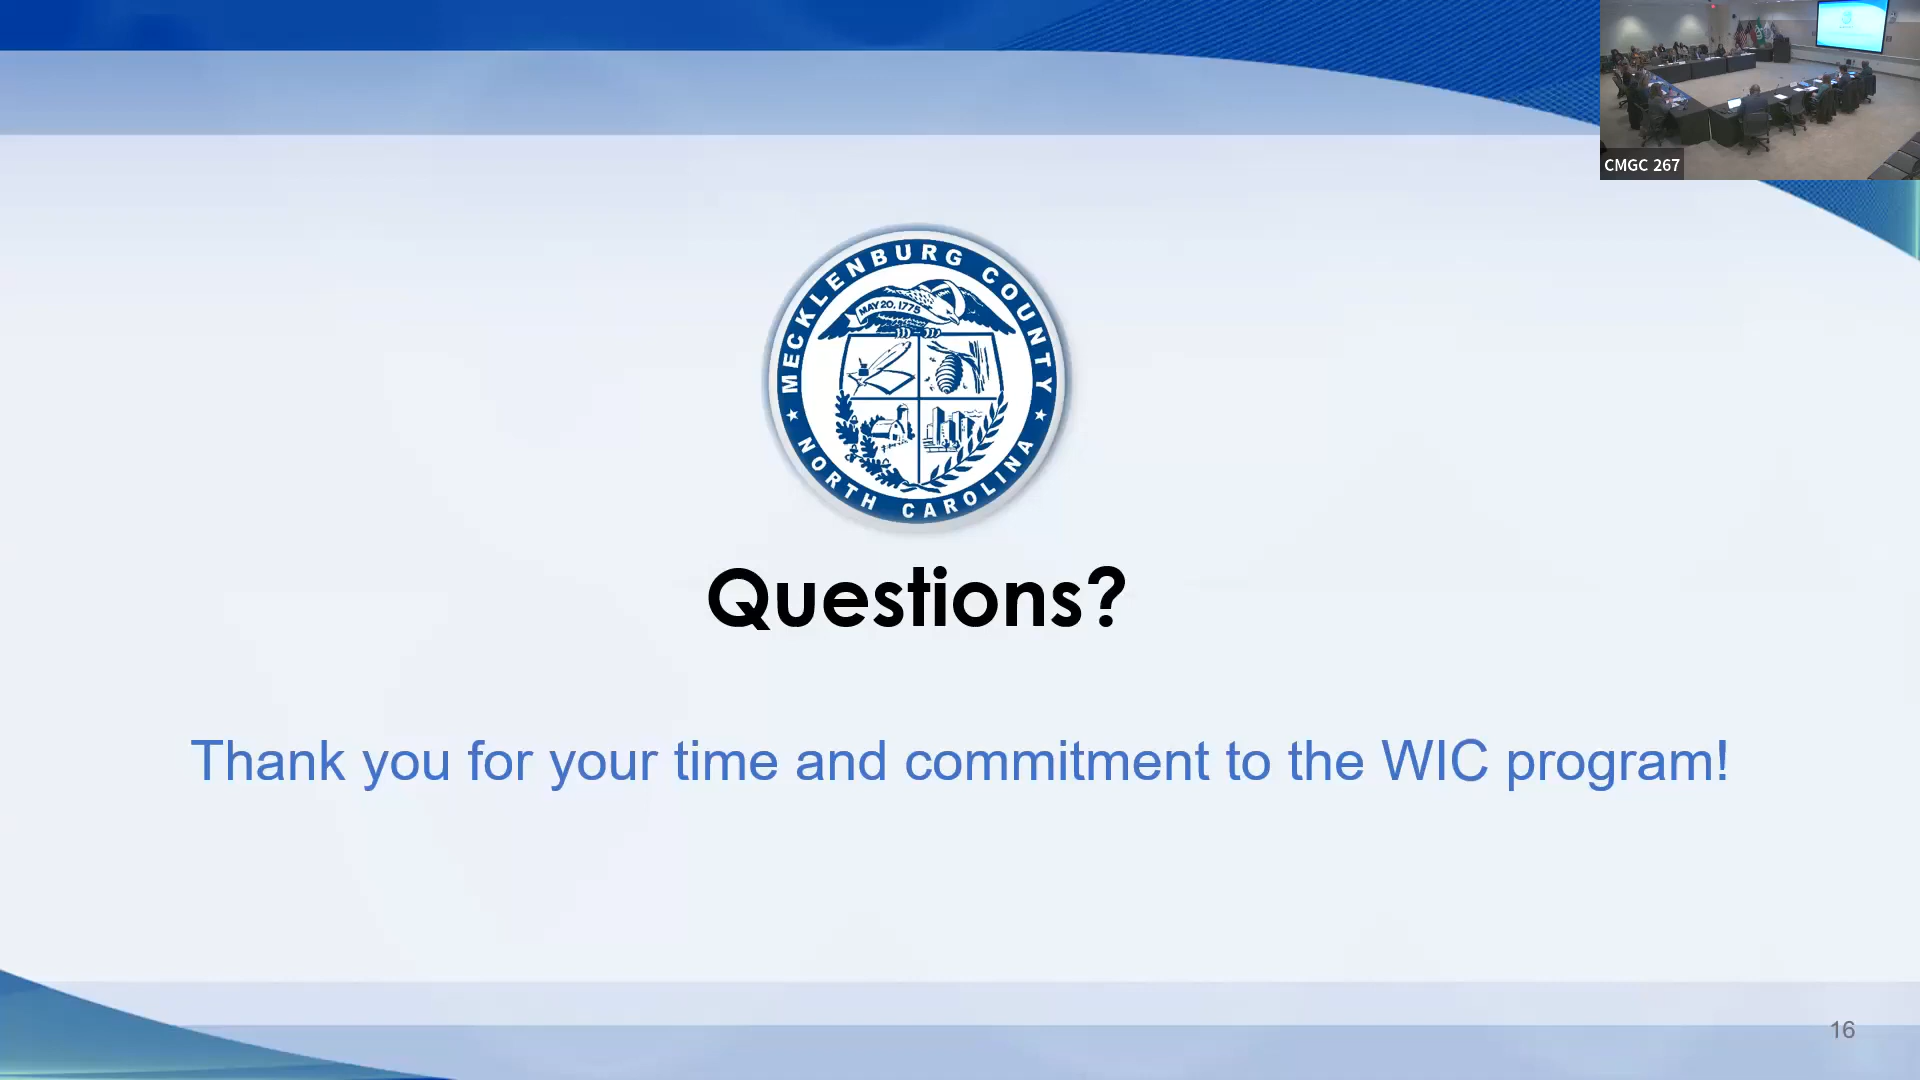 CMGC 267
MECKLENBURG COUNTY
MAY 20, 1775
NORTH CAROLINA
Questions?
Thank you for your time and commitment to the WIC program!
16